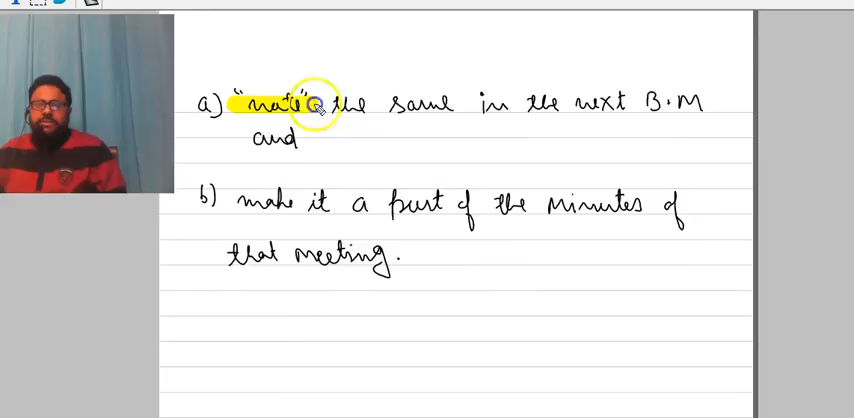 a) "note" the same in the next B.M
and
b) make it a part of the minutes of
that meeting.